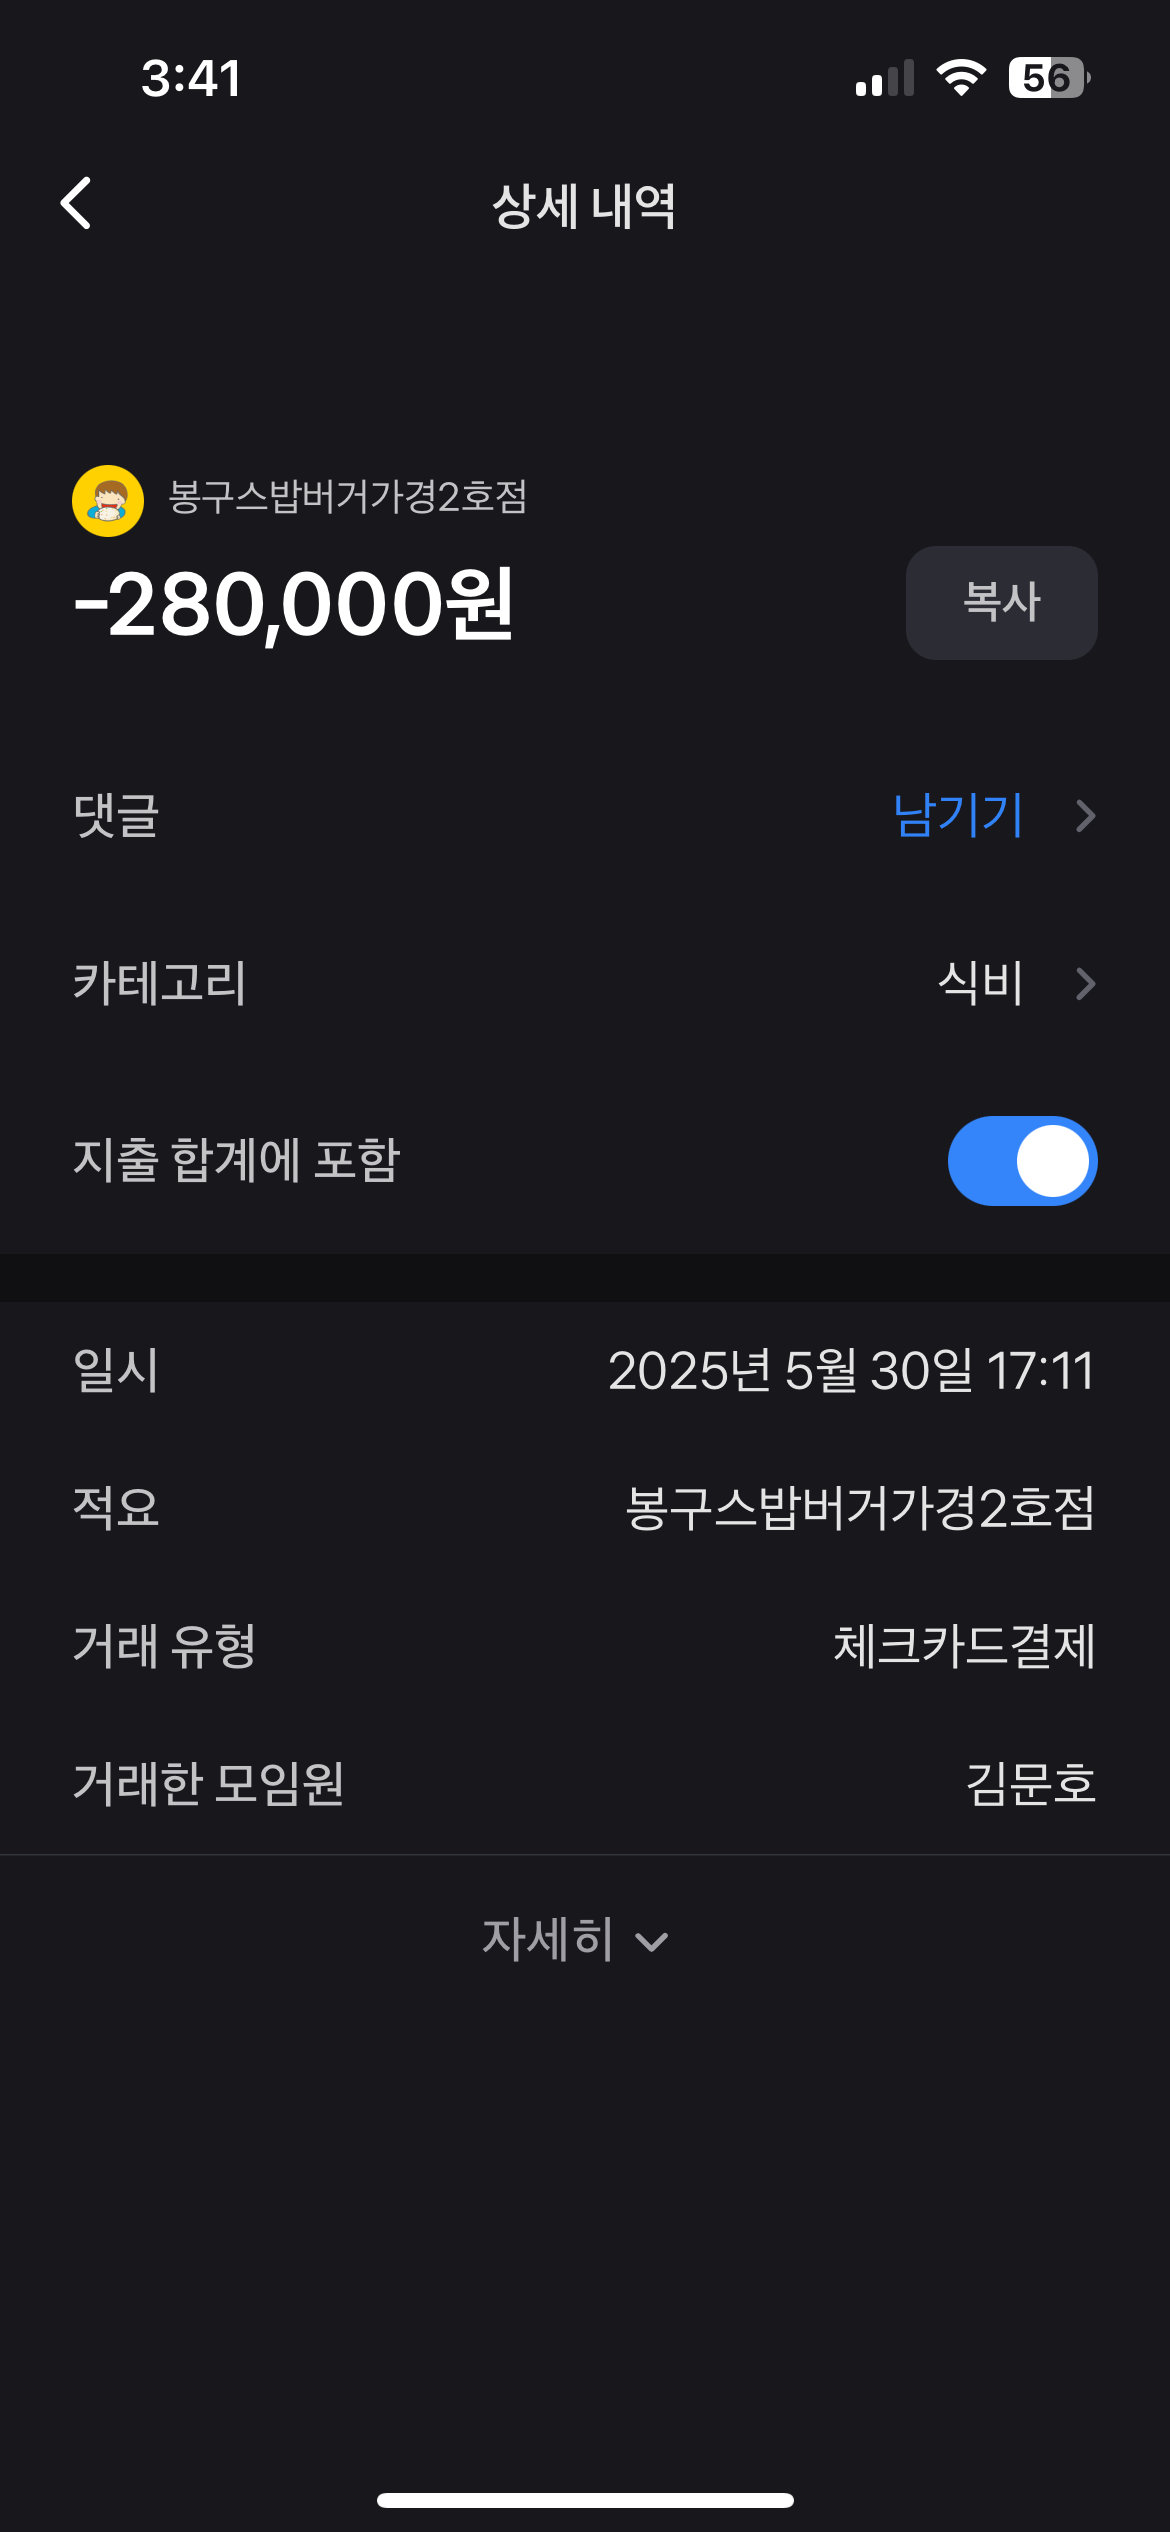 3:41
56
상세 내역
봉구스밥버거가경2호점
-280,000원
복사
댓글 남기기
카테고리 식비
지출 합계에 포함
일시 2025년 5월 30일 17:11
적요 봉구스밥버거가경2호점
거래 유형 체크카드결제
거래한 모임원 김문호
자세히